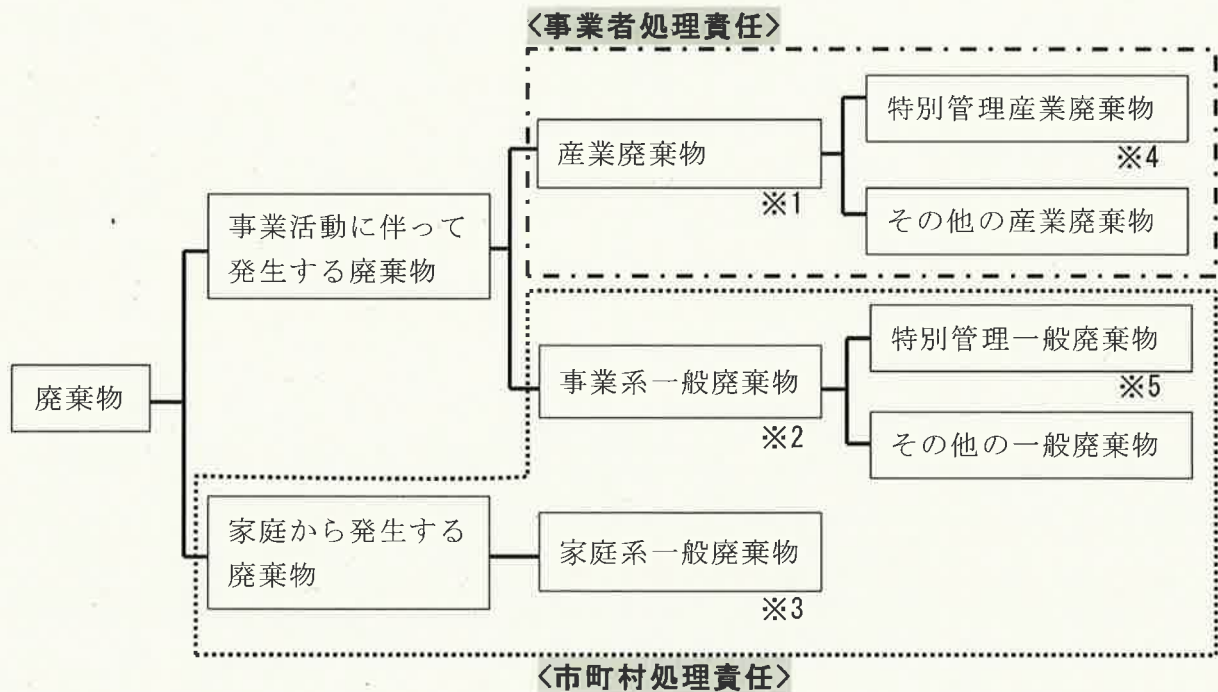 <事業者処理責任>
特別管理産業廃棄物
※4
産業廃棄物
※1
その他の産業廃棄物
事業活動に伴って
発生する廃棄物
特別管理一般廃棄物
※5
事業系一般廃棄物
※2
その他の一般廃棄物
廃棄物
家庭から発生する
廃棄物
家庭系一般廃棄物
※3
<市町村処理責任>